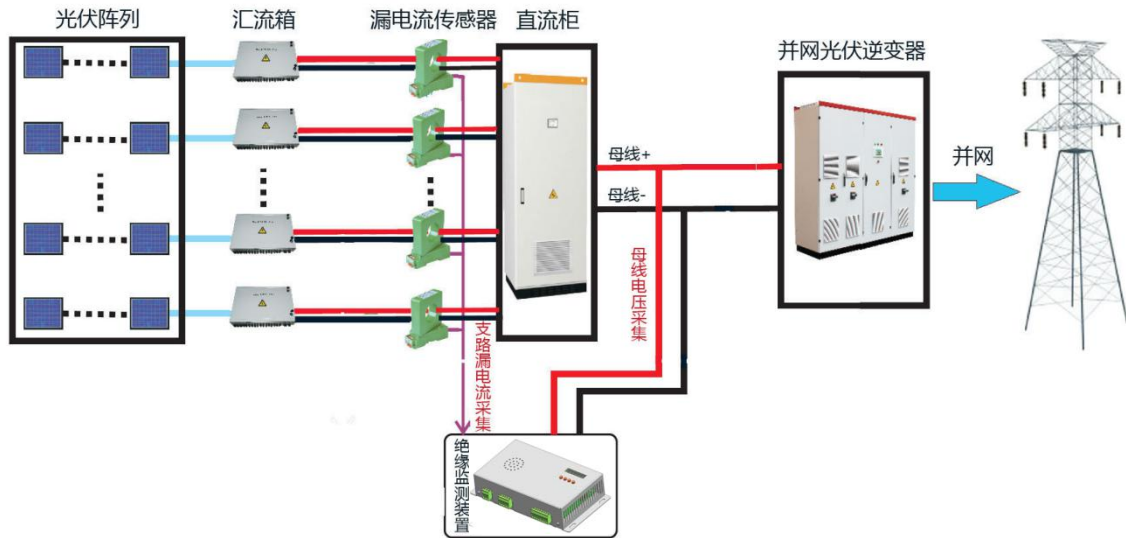 光伏阵列
汇流箱
漏电流传感器
直流柜
并网光伏逆变器
母线+
母线-
并网
母线电压采集
支路漏电流采集
绝缘监测装置